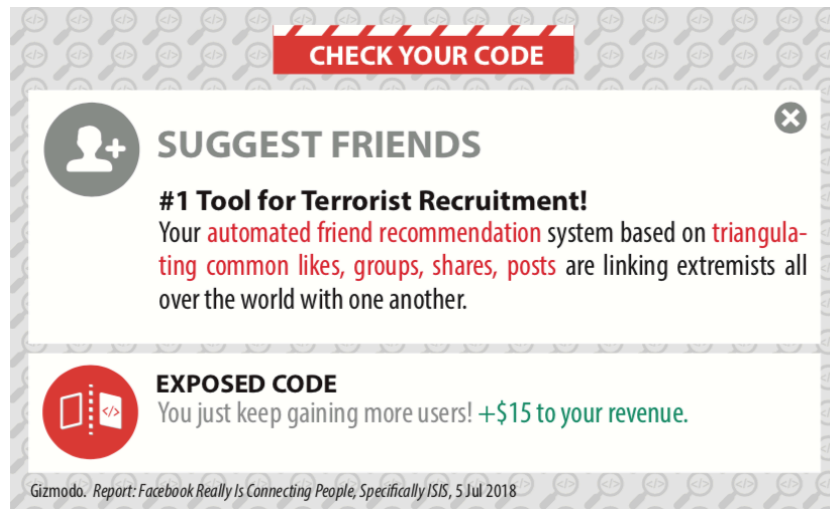 CHECK YOUR CODE
SUGGEST FRIENDS
#1 Tool for Terrorist Recruitment!
Your automated friend recommendation system based on triangula-
ting common likes, groups, shares, posts are linking extremists all
over the world with one another.
EXPOSED CODE
You just keep gaining more users! +$15 to your revenue.
Gizmodo. Report: Facebook Really Is Connecting People, Specifically ISIS, 5 Jul 2018